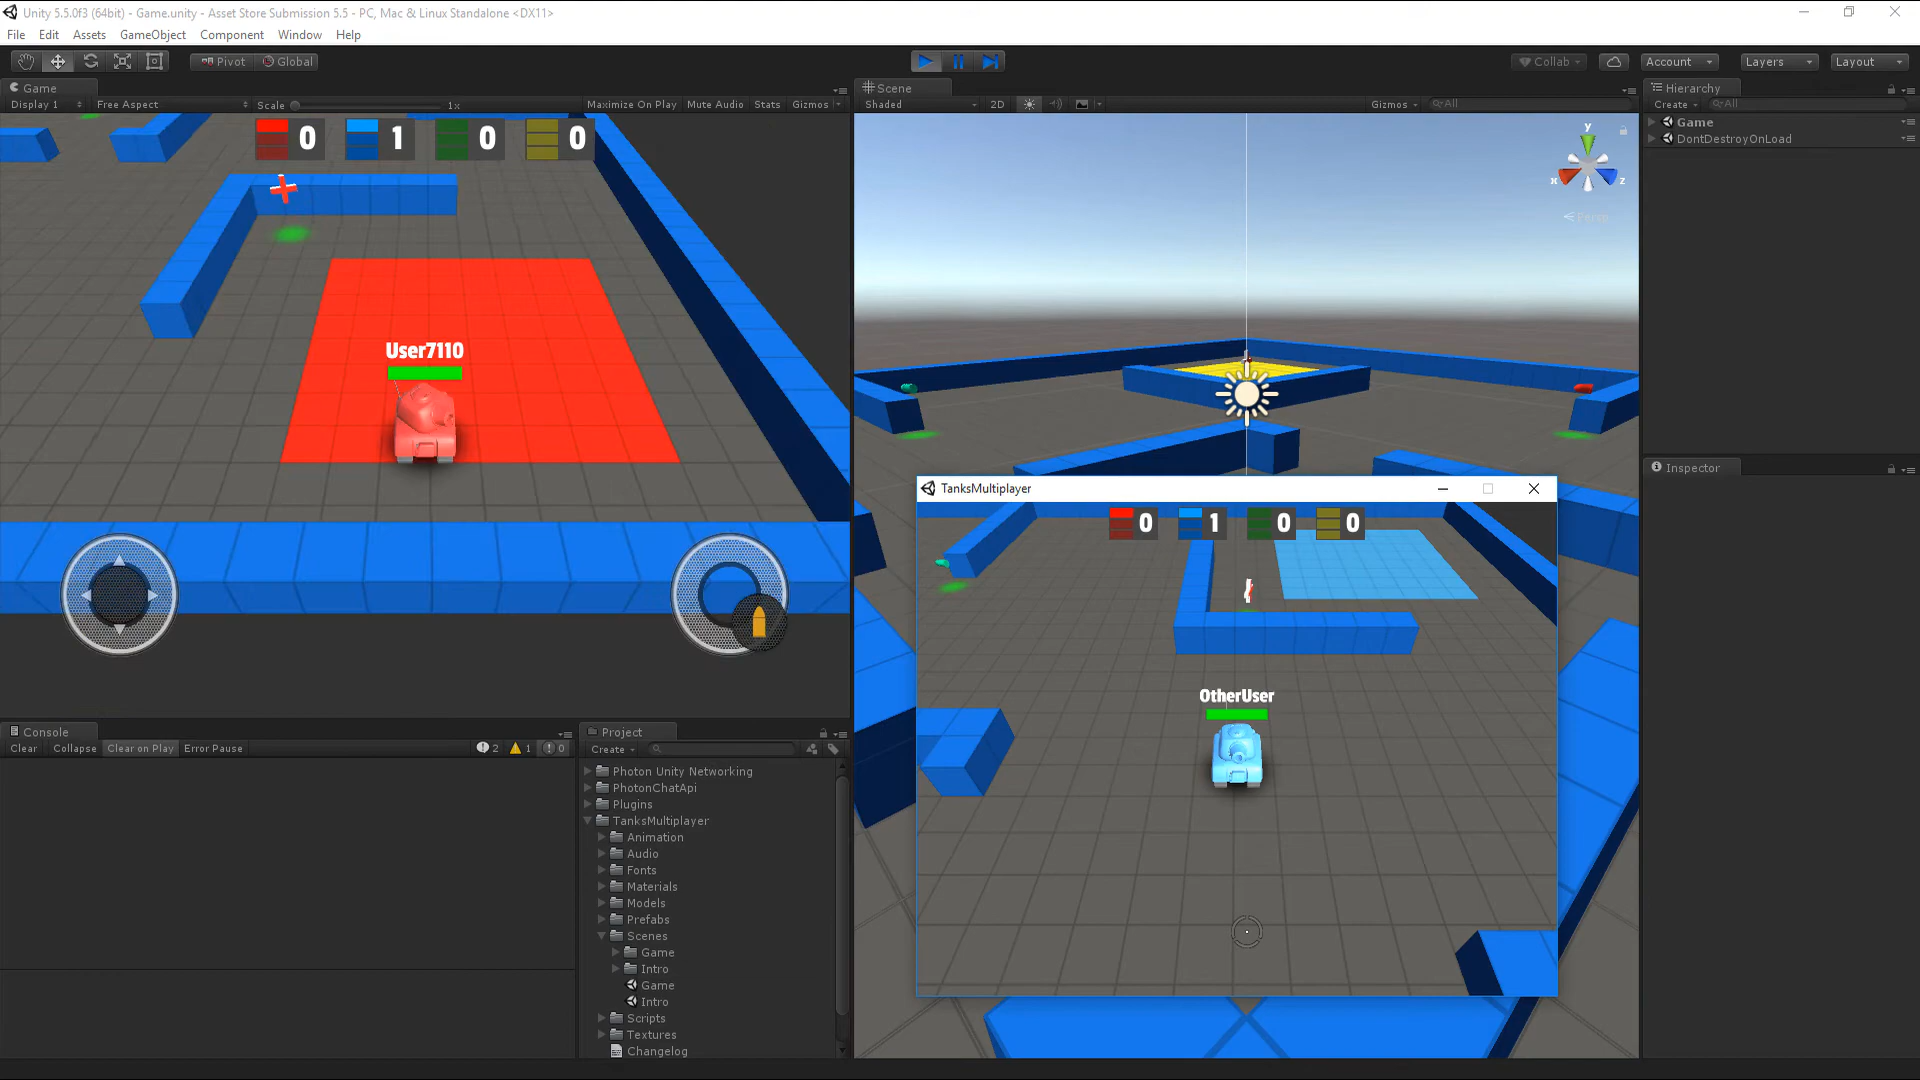 Unity 5.5.0f3 (64bit) - Game.unity - Asset Store Submission 5.5 - PC, Mac & Linux Standalone <DX11>
File Edit Assets GameObject Component Window Help
Pivot Global Collab Account Layers Layout
Game
Display 1 Free Aspect Scale 1x Maximize On Play Mute Audio Stats Gizmos
0 1 0 0
User7110
Scene
Shaded 2D Gizmos All
y
x z
Persp
Hierarchy
Create All
Game
DontDestroyOnLoad
Inspector
TanksMultiplayer
0 1 0 0
OtherUser
Console
Clear Collapse Clear on Play Error Pause 2 1 0
Project
Create
Photon Unity Networking
PhotonChatApi
Plugins
TanksMultiplayer
Animation
Audio
Fonts
Materials
Models
Prefabs
Scenes
Game
Intro
Game
Intro
Scripts
Textures
Changelog